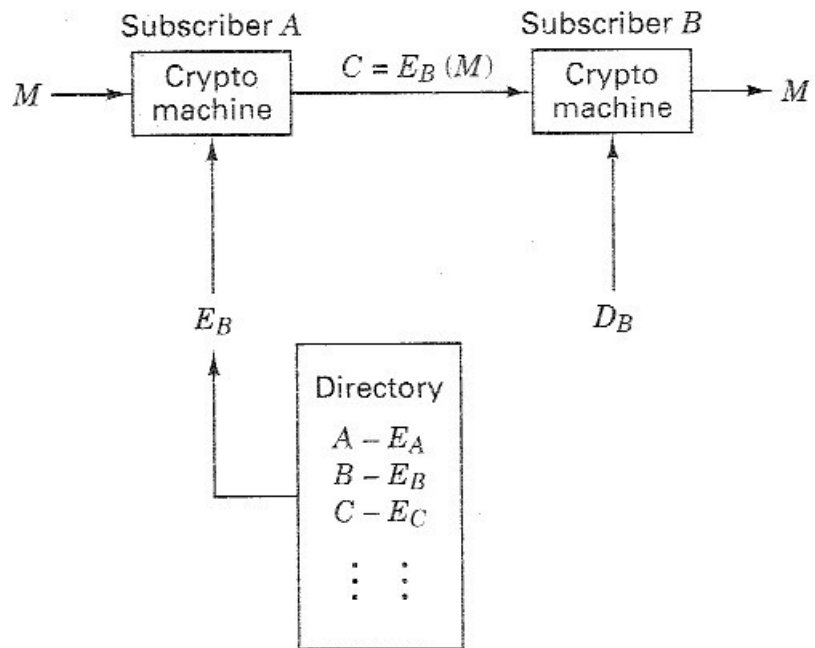 Subscriber A
Subscriber B
M
Crypto
machine
C = E_B (M)
Crypto
machine
M
E_B
D_B
Directory
A – E_A
B – E_B
C – E_C
⋮ ⋮